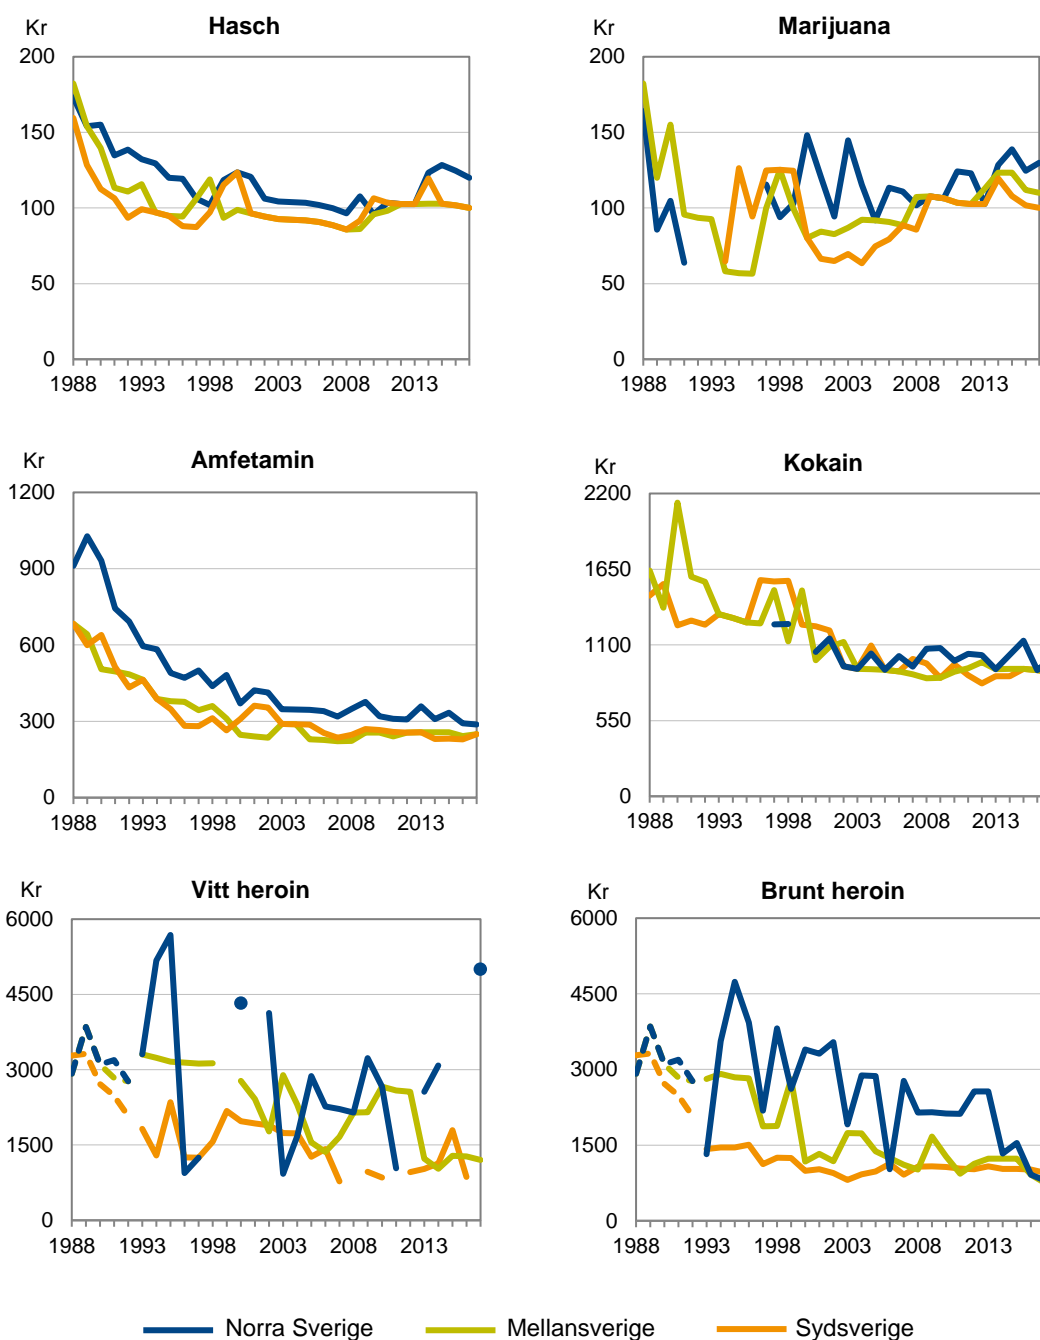 Hasch
Kr
200
150
100
50
0
1988 1993 1998 2003 2008 2013
Marijuana
Kr
200
150
100
50
0
1988 1993 1998 2003 2008 2013
Amfetamin
Kr
1200
900
600
300
0
1988 1993 1998 2003 2008 2013
Kokain
Kr
2200
1650
1100
550
0
1988 1993 1998 2003 2008 2013
Vitt heroin
Kr
6000
4500
3000
1500
0
1988 1993 1998 2003 2008 2013
Brunt heroin
Kr
6000
4500
3000
1500
0
1988 1993 1998 2003 2008 2013
Norra Sverige Mellansverige Sydsverige